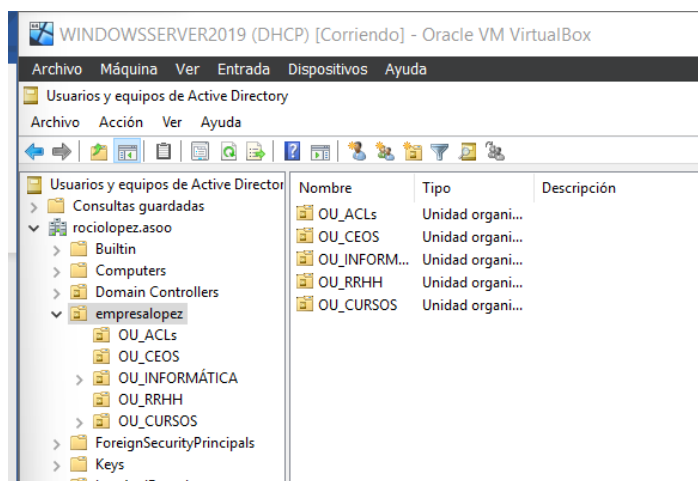 WINDOWSSERVER2019 (DHCP) [Corriendo] - Oracle VM VirtualBox
Archivo Máquina Ver Entrada Dispositivos Ayuda
Usuarios y equipos de Active Directory
Archivo Acción Ver Ayuda
Usuarios y equipos de Active Director
Consultas guardadas
rociolopez.asoo
Builtin
Computers
Domain Controllers
empresalopez
OU_ACLs
OU_CEOS
OU_INFORMÁTICA
OU_RRHH
OU_CURSOS
ForeignSecurityPrincipals
Keys
Nombre Tipo Descripción
OU_ACLs Unidad organi...
OU_CEOS Unidad organi...
OU_INFORM... Unidad organi...
OU_RRHH Unidad organi...
OU_CURSOS Unidad organi...